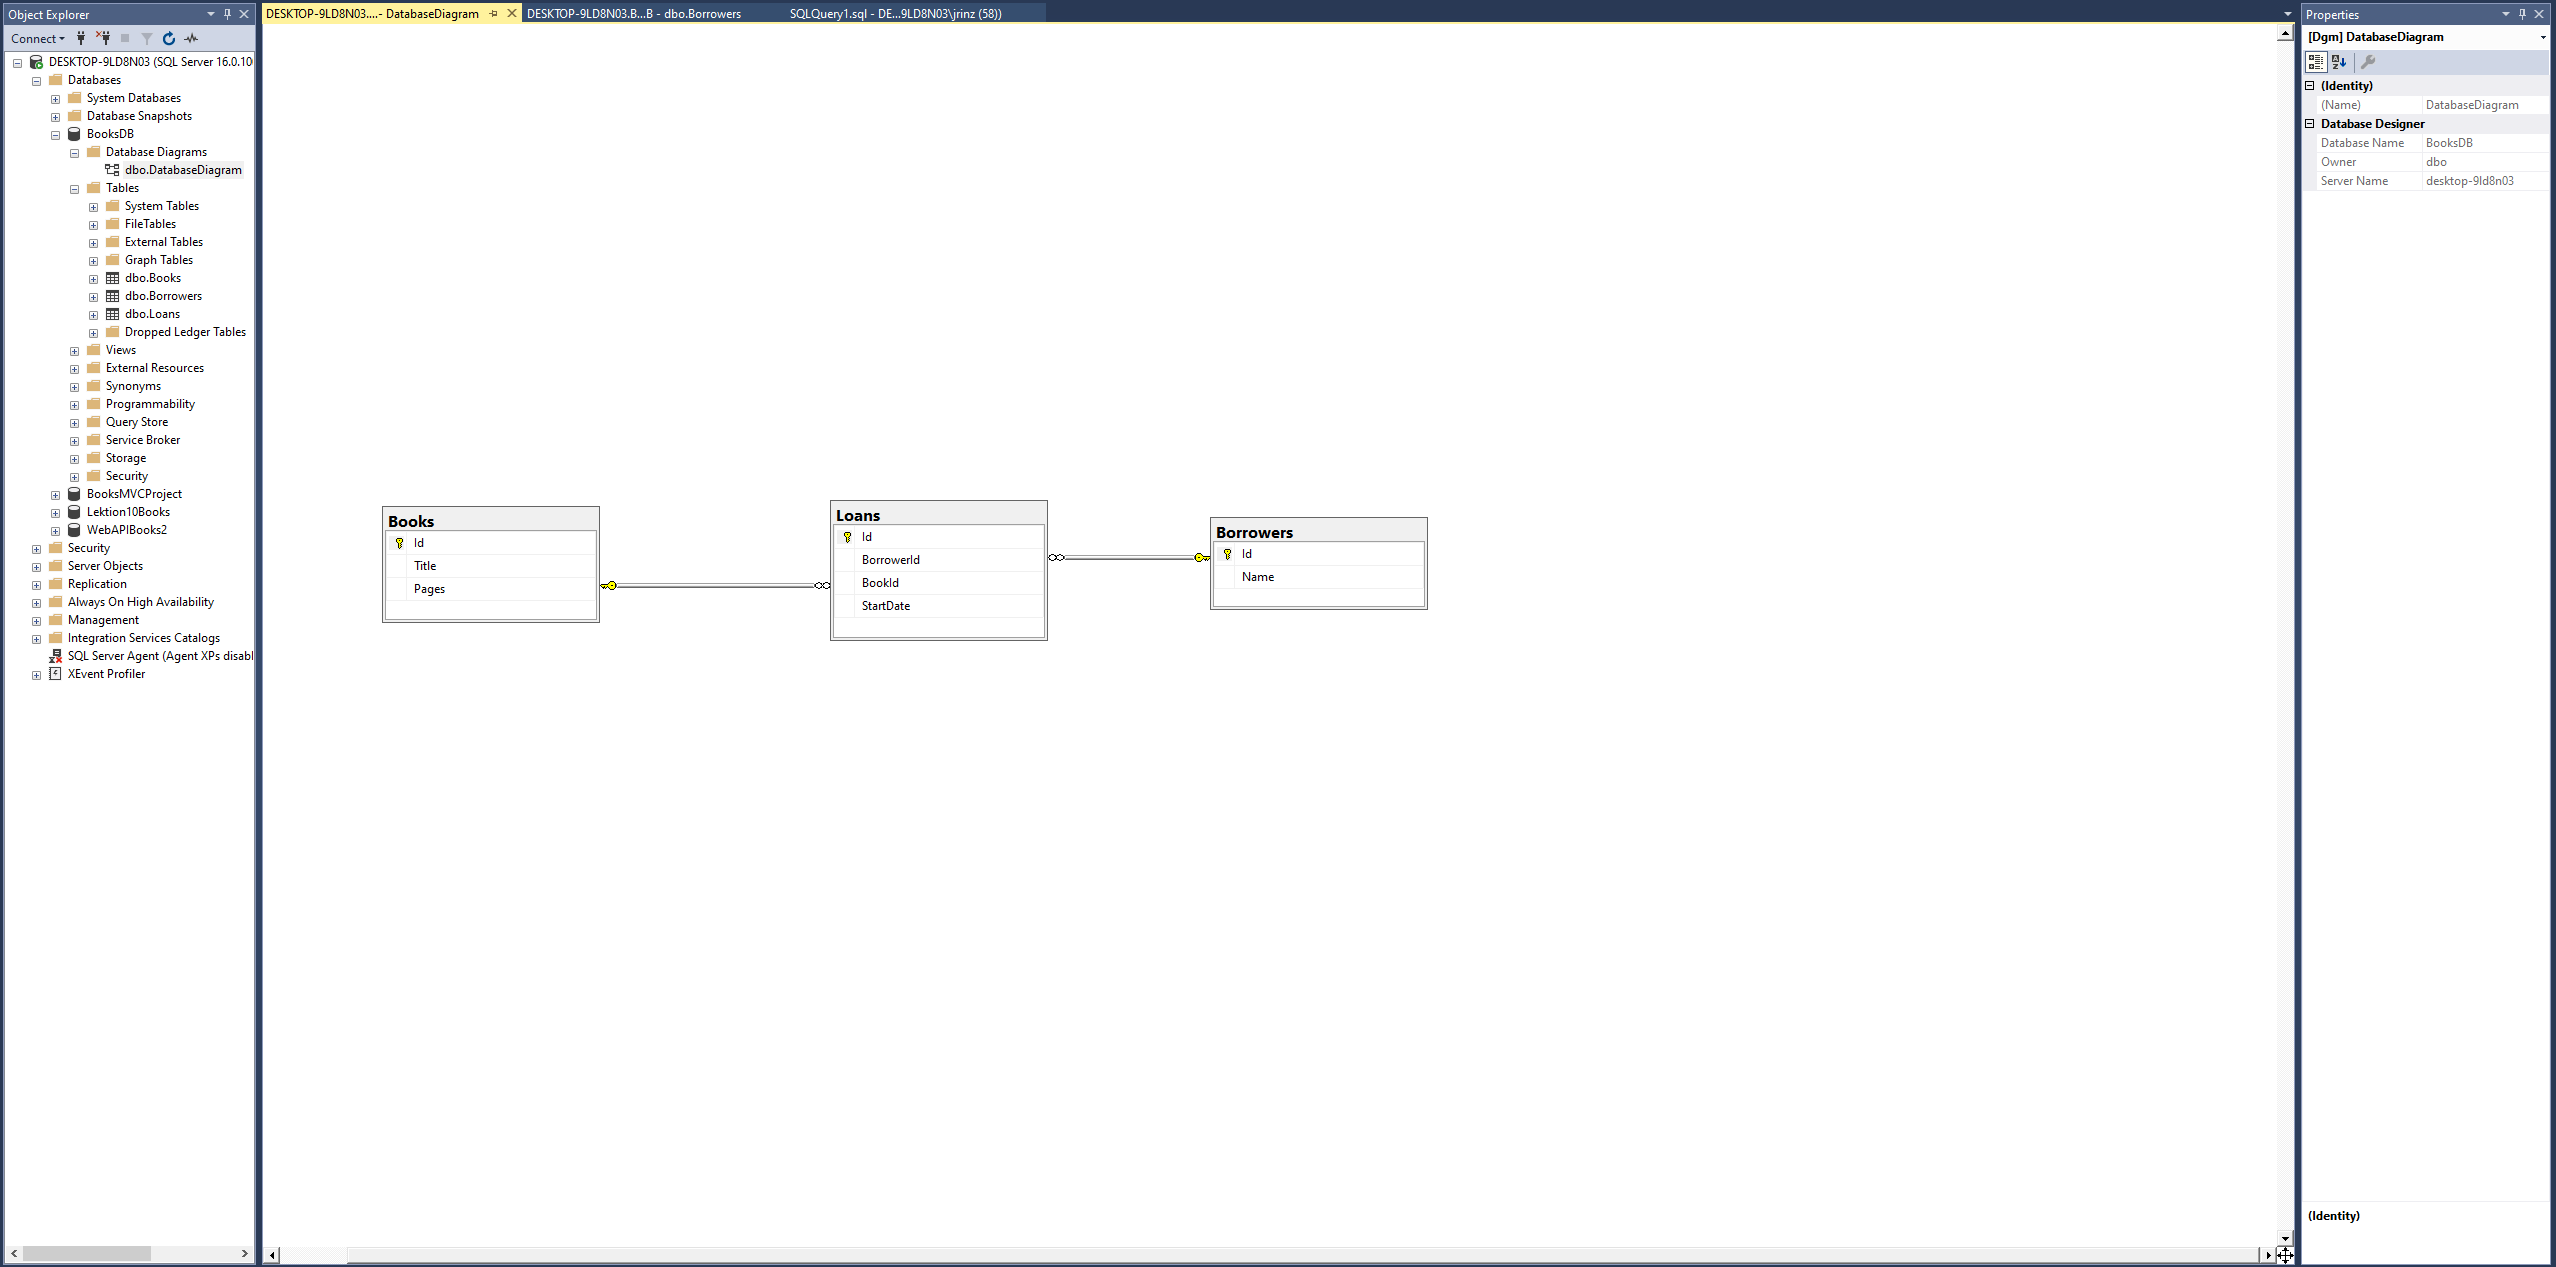 Object Explorer
Connect
DESKTOP-9LD8N03 (SQL Server 16.0.10
Databases
System Databases
Database Snapshots
BooksDB
Database Diagrams
dbo.DatabaseDiagram
Tables
System Tables
FileTables
External Tables
Graph Tables
dbo.Books
dbo.Borrowers
dbo.Loans
Dropped Ledger Tables
Views
External Resources
Synonyms
Programmability
Query Store
Service Broker
Storage
Security
BooksMVCProject
Lektion10Books
WebAPIBooks2
Security
Server Objects
Replication
Always On High Availability
Management
Integration Services Catalogs
SQL Server Agent (Agent XPs disabl
XEvent Profiler
DESKTOP-9LD8N03....- DatabaseDiagram
DESKTOP-9LD8N03.B...B - dbo.Borrowers
SQLQuery1.sql - DE...9LD8N03\jrinz (58))
Books
Id
Title
Pages
Loans
Id
BorrowerId
BookId
StartDate
Borrowers
Id
Name
Properties
[Dgm] DatabaseDiagram
(Identity)
(Name) DatabaseDiagram
Database Designer
Database Name BooksDB
Owner dbo
Server Name desktop-9ld8n03
(Identity)